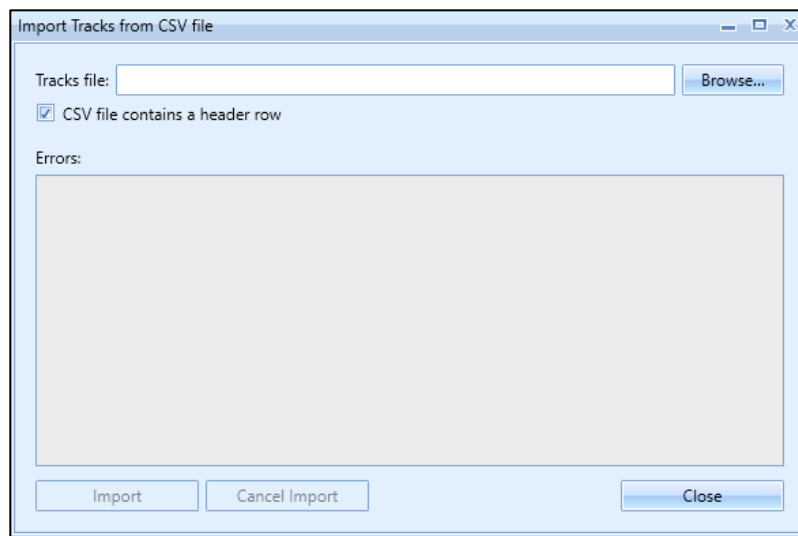 Import Tracks from CSV file
Tracks file:
Browse...
CSV file contains a header row
Errors:
Import
Cancel Import
Close